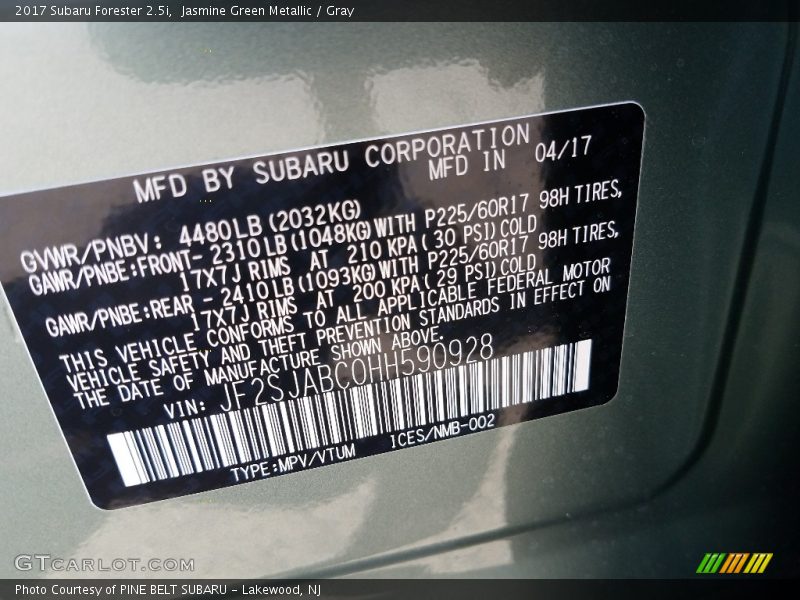 2017 Subaru Forester 2.5i,  Jasmine Green Metallic / Gray
MFD BY SUBARU CORPORATION
MFD IN 04/17
GVWR/PNBV: 4480LB (2032KG)
GAWR/PNBE:FRONT- 2310LB (1048KG)WITH P225/60R17 98H TIRES,
17X7J RIMS AT 210 KPA( 30 PSI)COLD
GAWR/PNBE:REAR - 2410LB (1093KG)WITH P225/60R17 98H TIRES,
17X7J RIMS AT 200 KPA( 29 PSI)COLD
THIS VEHICLE CONFORMS TO ALL APPLICABLE FEDERAL MOTOR
VEHICLE SAFETY AND THEFT PREVENTION STANDARDS IN EFFECT ON
THE DATE OF MANUFACTURE SHOWN ABOVE.
VIN: JF2SJABC0HH590928
TYPE:MPV/VTUM ICES/NMB-002
GTCARLOT.COM
Photo Courtesy of PINE BELT SUBARU - Lakewood, NJ